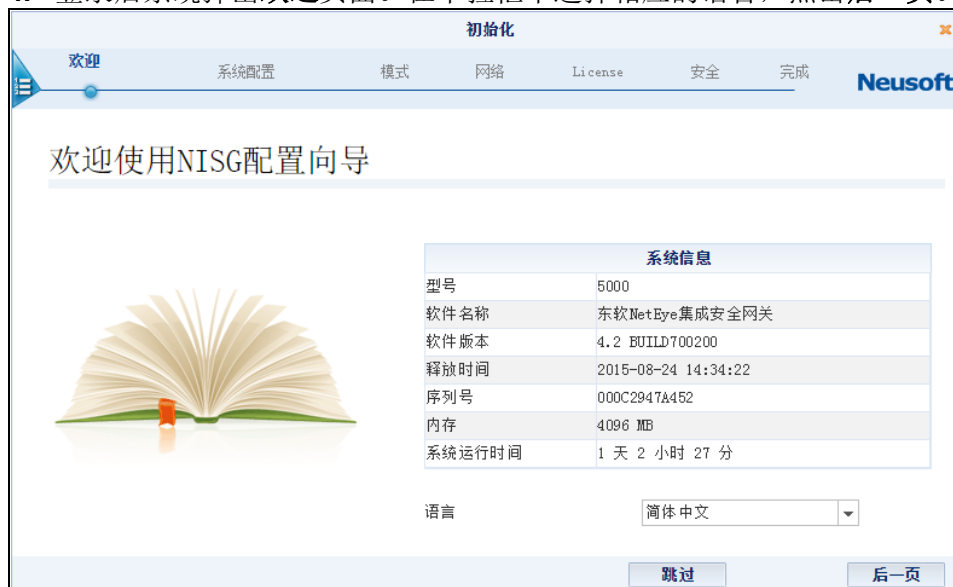 初始化
欢迎 系统配置 模式 网络 License 安全 完成
Neusoft
欢迎使用NISG配置向导
系统信息
型号 5000
软件名称 东软NetEye集成安全网关
软件版本 4.2 BUILD700200
释放时间 2015-08-24 14:34:22
序列号 000C2947A452
内存 4096 MB
系统运行时间 1 天 2 小时 27 分
语言 简体中文
跳过 后一页